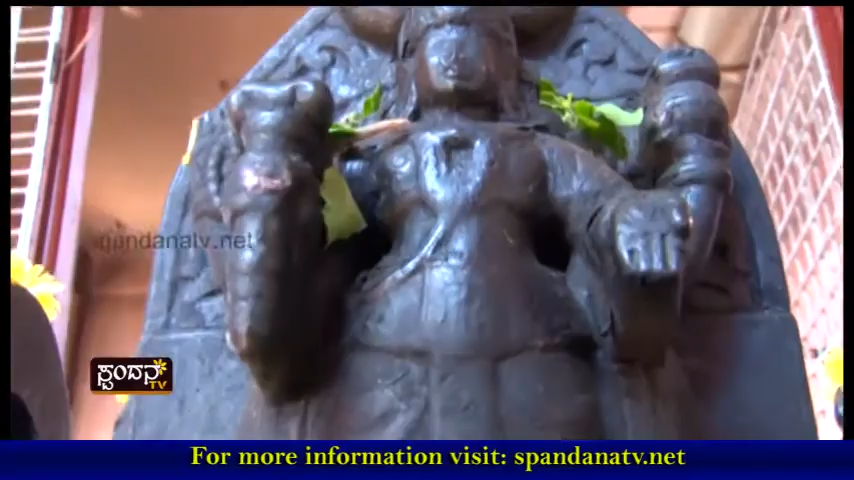 spandanatv.net
ಸ್ಪಂದನ
TV
For more information visit: spandanatv.net